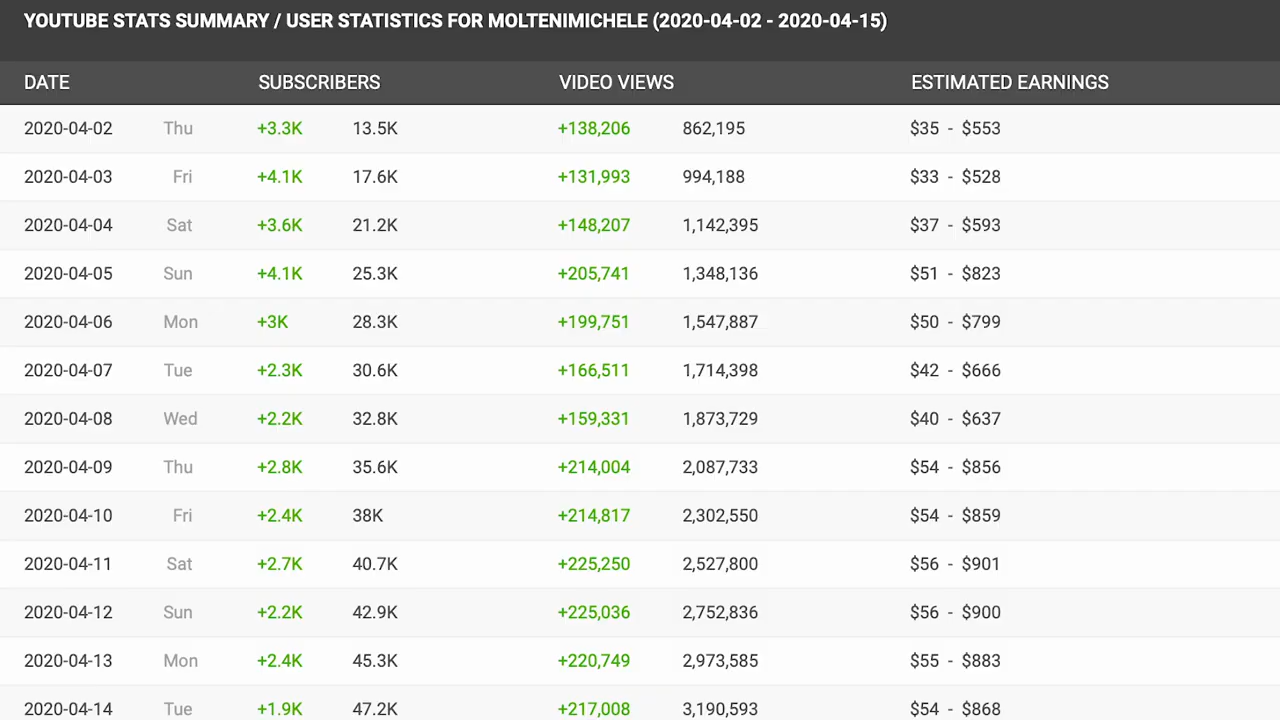 YOUTUBE STATS SUMMARY / USER STATISTICS FOR MOLTENIMICHELE (2020-04-02 - 2020-04-15)
DATE SUBSCRIBERS VIDEO VIEWS ESTIMATED EARNINGS
2020-04-02 Thu +3.3K 13.5K +138,206 862,195 $35 - $553
2020-04-03 Fri +4.1K 17.6K +131,993 994,188 $33 - $528
2020-04-04 Sat +3.6K 21.2K +148,207 1,142,395 $37 - $593
2020-04-05 Sun +4.1K 25.3K +205,741 1,348,136 $51 - $823
2020-04-06 Mon +3K 28.3K +199,751 1,547,887 $50 - $799
2020-04-07 Tue +2.3K 30.6K +166,511 1,714,398 $42 - $666
2020-04-08 Wed +2.2K 32.8K +159,331 1,873,729 $40 - $637
2020-04-09 Thu +2.8K 35.6K +214,004 2,087,733 $54 - $856
2020-04-10 Fri +2.4K 38K +214,817 2,302,550 $54 - $859
2020-04-11 Sat +2.7K 40.7K +225,250 2,527,800 $56 - $901
2020-04-12 Sun +2.2K 42.9K +225,036 2,752,836 $56 - $900
2020-04-13 Mon +2.4K 45.3K +220,749 2,973,585 $55 - $883
2020-04-14 Tue +1.9K 47.2K +217,008 3,190,593 $54 - $868